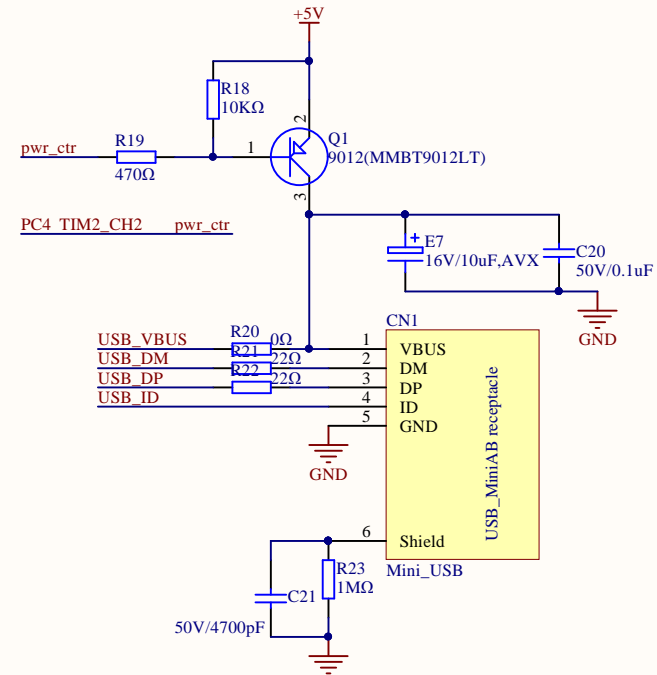 +5V
R18
10KΩ
2
Q1
R19
pwr_ctr
1
9012(MMBT9012LT)
470Ω
3
PC4 TIM2_CH2 pwr_ctr
+
E7
16V/10uF,AVX
C20
50V/0.1uF
CN1
GND
USB_VBUS R20 0Ω 1 VBUS
USB_DM R21 22Ω 2 DM
USB_DP R22 22Ω 3 DP
USB_ID 4 ID
5 GND
GND
USB_MiniAB receptacle
6 Shield
Mini_USB
R23
1MΩ
C21
50V/4700pF